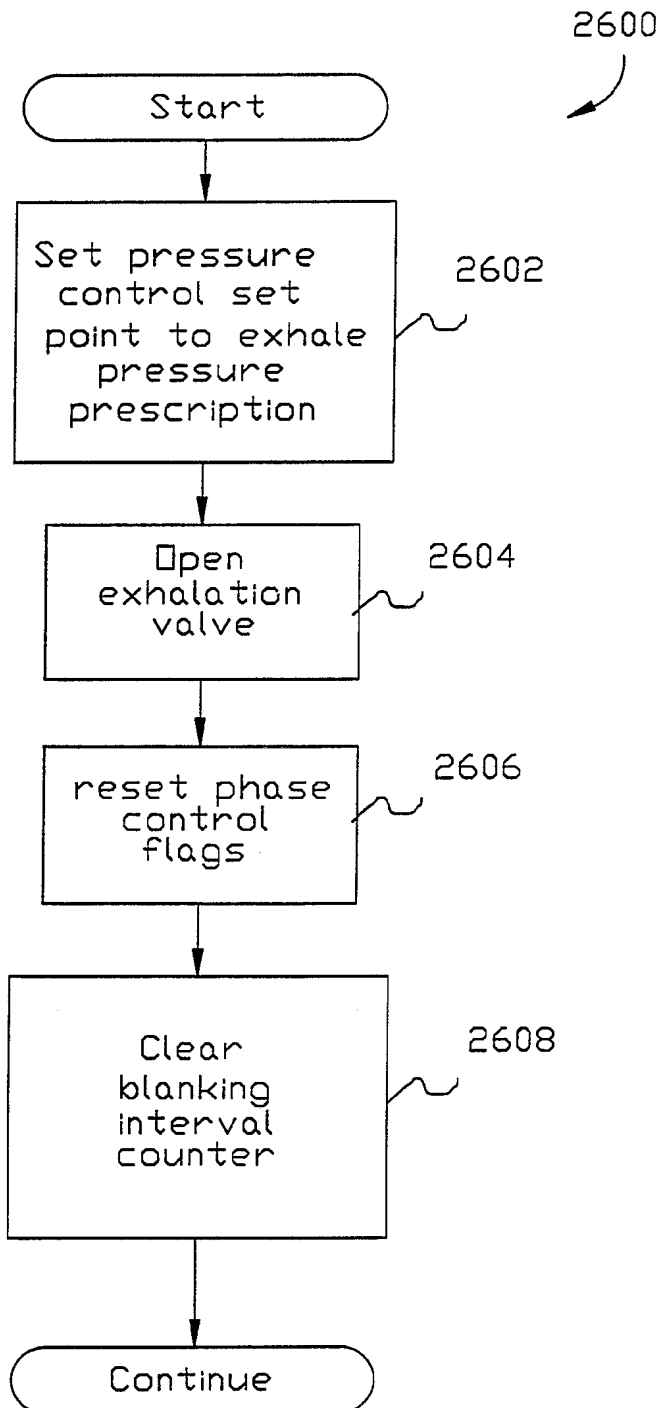 2600
Start
Set pressure
control set
point to exhale
pressure
prescription
2602
Open
exhalation
valve
2604
reset phase
control
flags
2606
Clear
blanking
interval
counter
2608
Continue